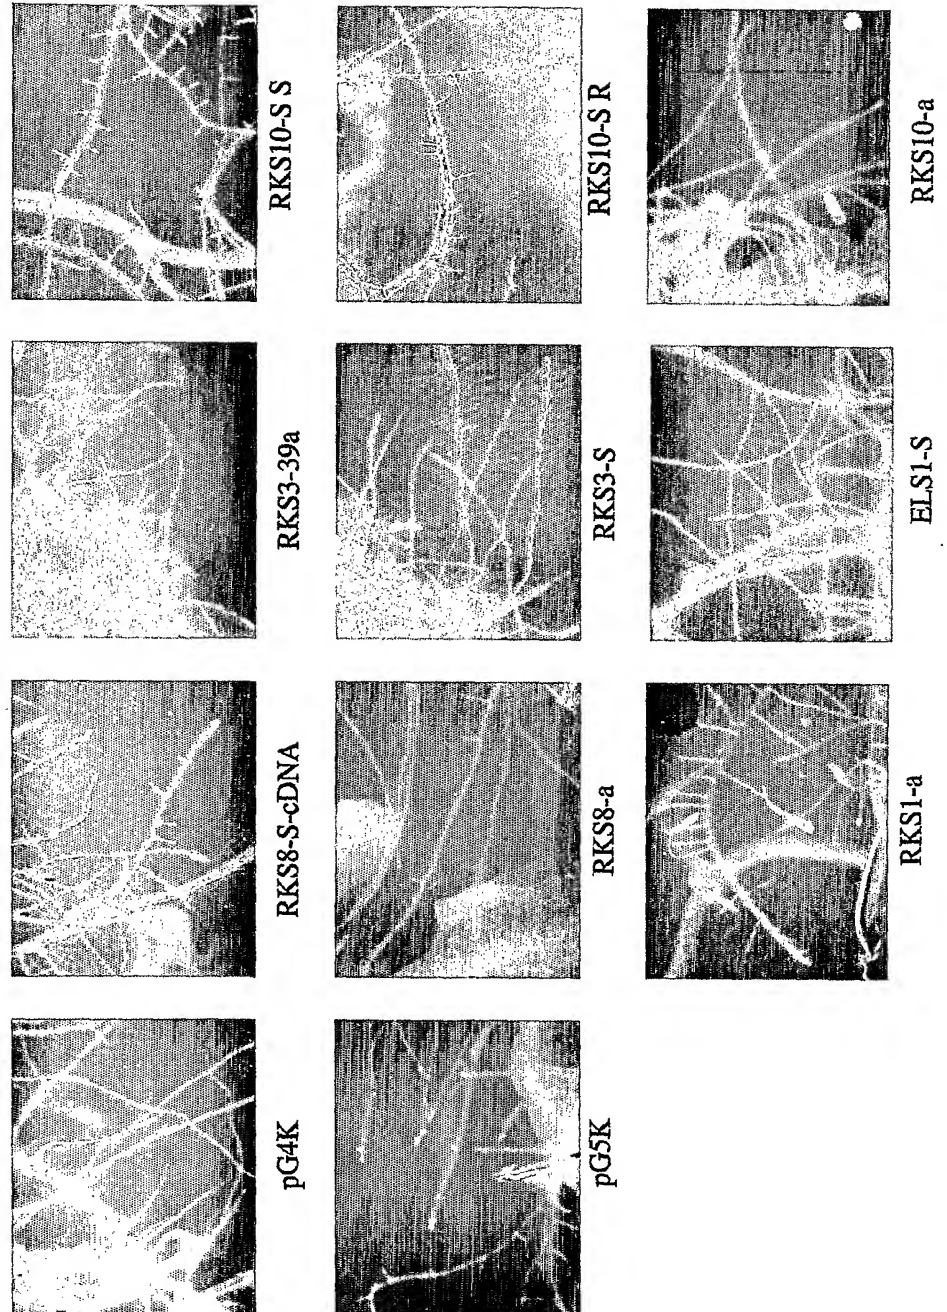 pG4K
RKS8-S-cDNA
RKS3-39a
RKS10-S S
pG5K
RKS8-a
RKS3-S
RKS10-S R
RKS1-a
ELS1-S
RKS10-a